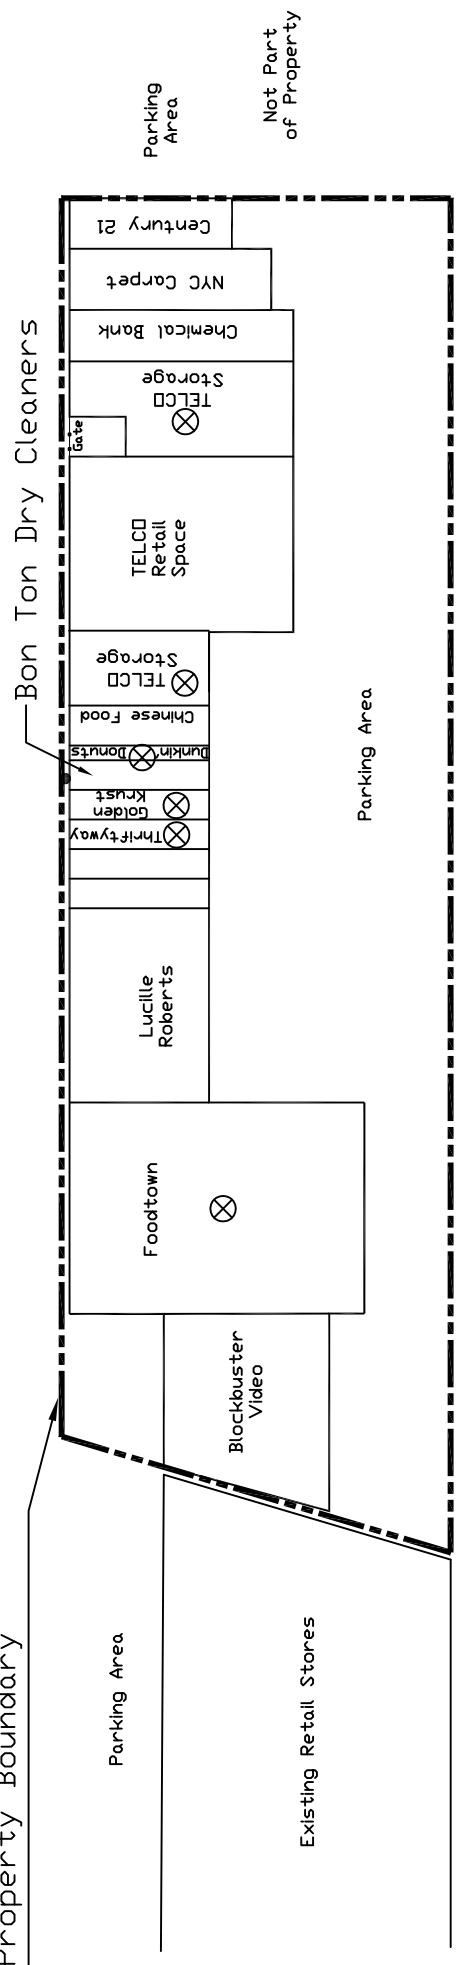 Parking
Area
Not Part
of Property
Century 21
NYC Carpet
Chemical Bank
TELCO
Storage
Gate
Bon Ton Dry Cleaners
TELCO
Retail
Space
TELCO
Storage
Chinese Food
Dunkin' Donuts
Golden
Krust
Thriftyway
Parking Area
Lucille
Roberts
Foodtown
Blockbuster
Video
Property Boundary
Parking Area
Existing Retail Stores